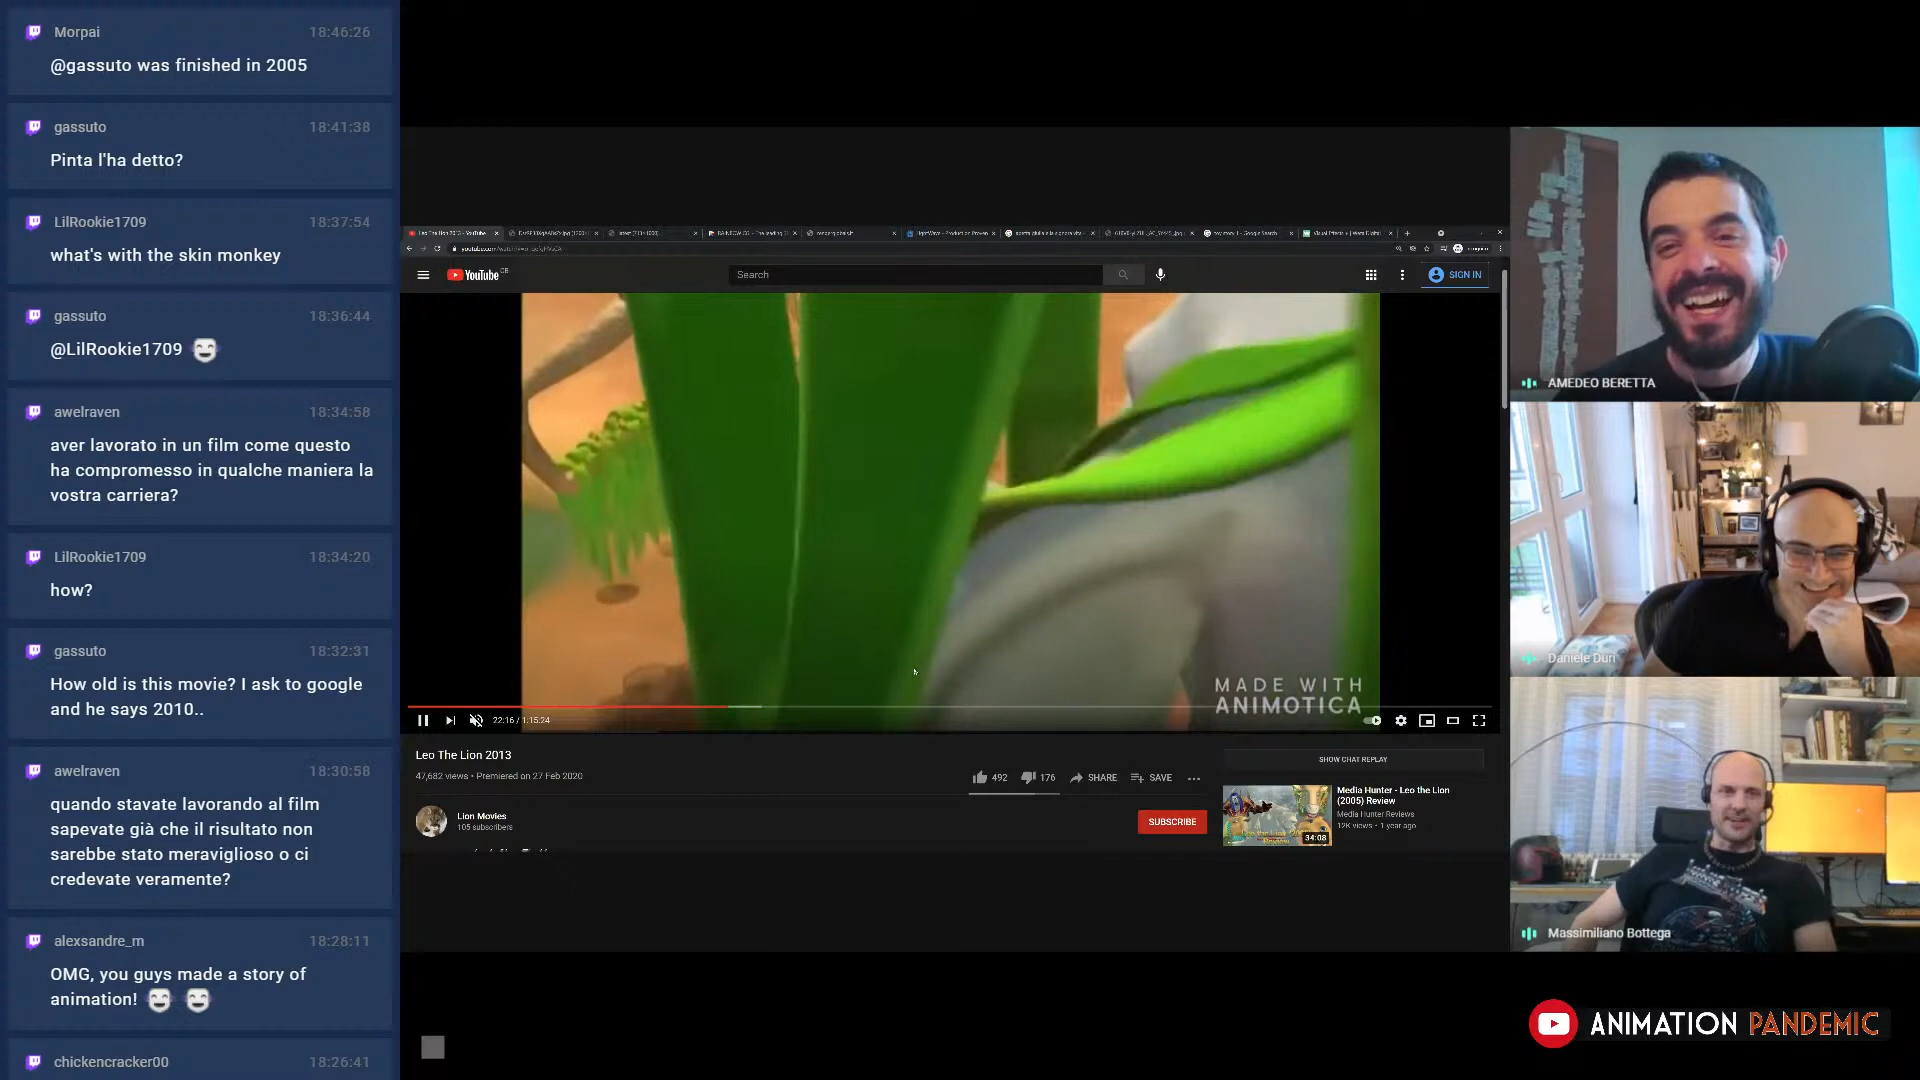 Morpai 18:46:26
@gassuto was finished in 2005
gassuto 18:41:38
Pinta l'ha detto?
LilRookie1709 18:37:54
what's with the skin monkey
gassuto 18:36:44
@LilRookie1709
awelraven 18:34:58
aver lavorato in un film come questo
ha compromesso in qualche maniera la
vostra carriera?
LilRookie1709 18:34:20
how?
gassuto 18:32:31
How old is this movie? I ask to google
and he says 2010..
awelraven 18:30:58
quando stavate lavorando al film
sapevate già che il risultato non
sarebbe stato meraviglioso o ci
credevate veramente?
alexsandre_m 18:28:11
OMG, you guys made a story of
animation!
chickencracker00 18:26:41
Leo The Lion 2013 - YouTube
YouTube GB
Search
SIGN IN
MADE WITH
ANIMOTICA
22:16 / 1:15:24
Leo The Lion 2013
47,682 views • Premiered on 27 Feb 2020
492 176 SHARE SAVE
Lion Movies
105 subscribers
SUBSCRIBE
SHOW CHAT REPLAY
Media Hunter - Leo the Lion
(2005) Review
Media Hunter Reviews
12K views • 1 year ago
34:08
AMEDEO BERETTA
Daniele Duri
Massimiliano Bottega
ANIMATION PANDEMIC